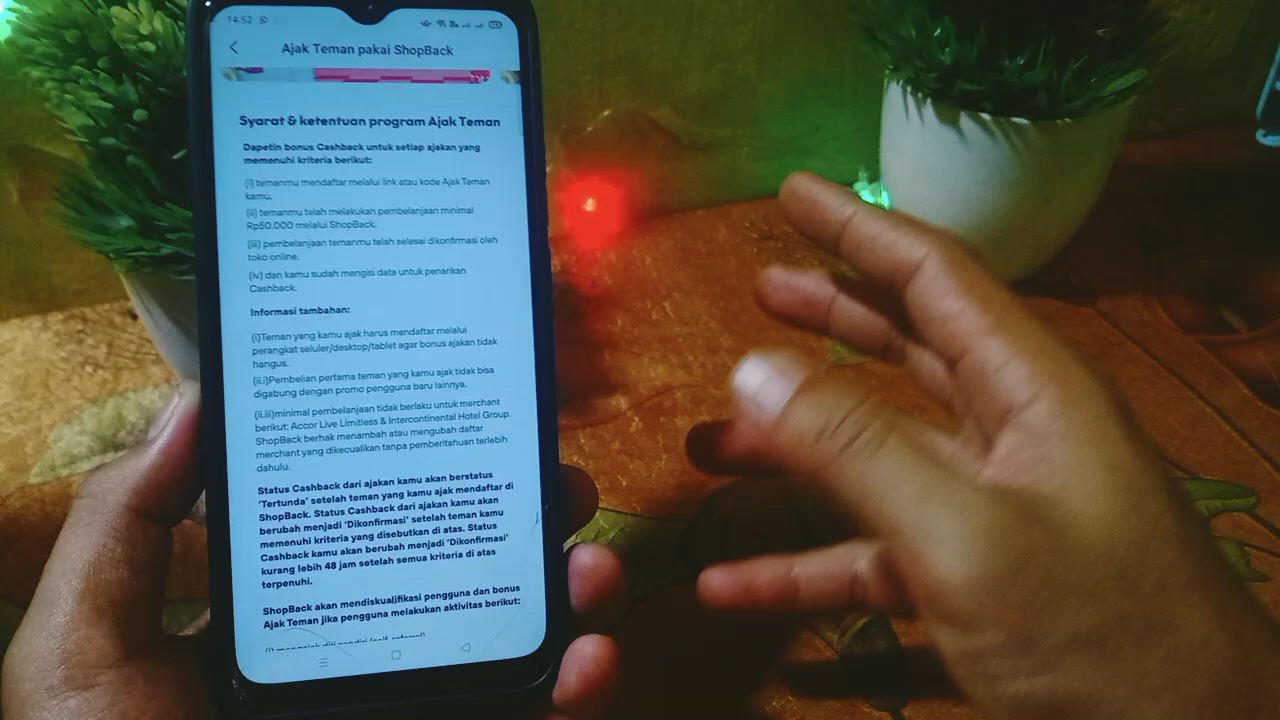 14:52
Ajak Teman pakai ShopBack
Syarat & ketentuan program Ajak Teman
Dapetin bonus Cashback untuk setiap ajakan yang
memenuhi kriteria berikut:
(i) temanmu mendaftar melalui link atau kode Ajak Teman
kamu,
(ii) temanmu telah melakukan pembelanjaan minimal
Rp50.000 melalui ShopBack,
(iii) pembelanjaan temanmu telah selesai dikonfirmasi oleh
toko online,
(iv) dan kamu sudah mengisi data untuk penarikan
Cashback.
Informasi tambahan:
(i)Teman yang kamu ajak harus mendaftar melalui
perangkat seluler/desktop/tablet agar bonus ajakan tidak
hangus.
(ii.i)Pembelian pertama teman yang kamu ajak tidak bisa
digabung dengan promo pengguna baru lainnya.
(ii.iii)minimal pembelanjaan tidak berlaku untuk merchant
berikut: Accor Live Limitless & Intercontinental Hotel Group.
ShopBack berhak menambah atau mengubah daftar
merchant yang dikecualikan tanpa pemberitahuan terlebih
dahulu.
Status Cashback dari ajakan kamu akan berstatus
'Tertunda' setelah teman yang kamu ajak mendaftar di
ShopBack. Status Cashback dari ajakan kamu akan
berubah menjadi 'Dikonfirmasi' setelah teman kamu
memenuhi kriteria yang disebutkan di atas. Status
Cashback kamu akan berubah menjadi 'Dikonfirmasi'
kurang lebih 48 jam setelah semua kriteria di atas
terpenuhi.
ShopBack akan mendiskualifikasi pengguna dan bonus
Ajak Teman jika pengguna melakukan aktivitas berikut: